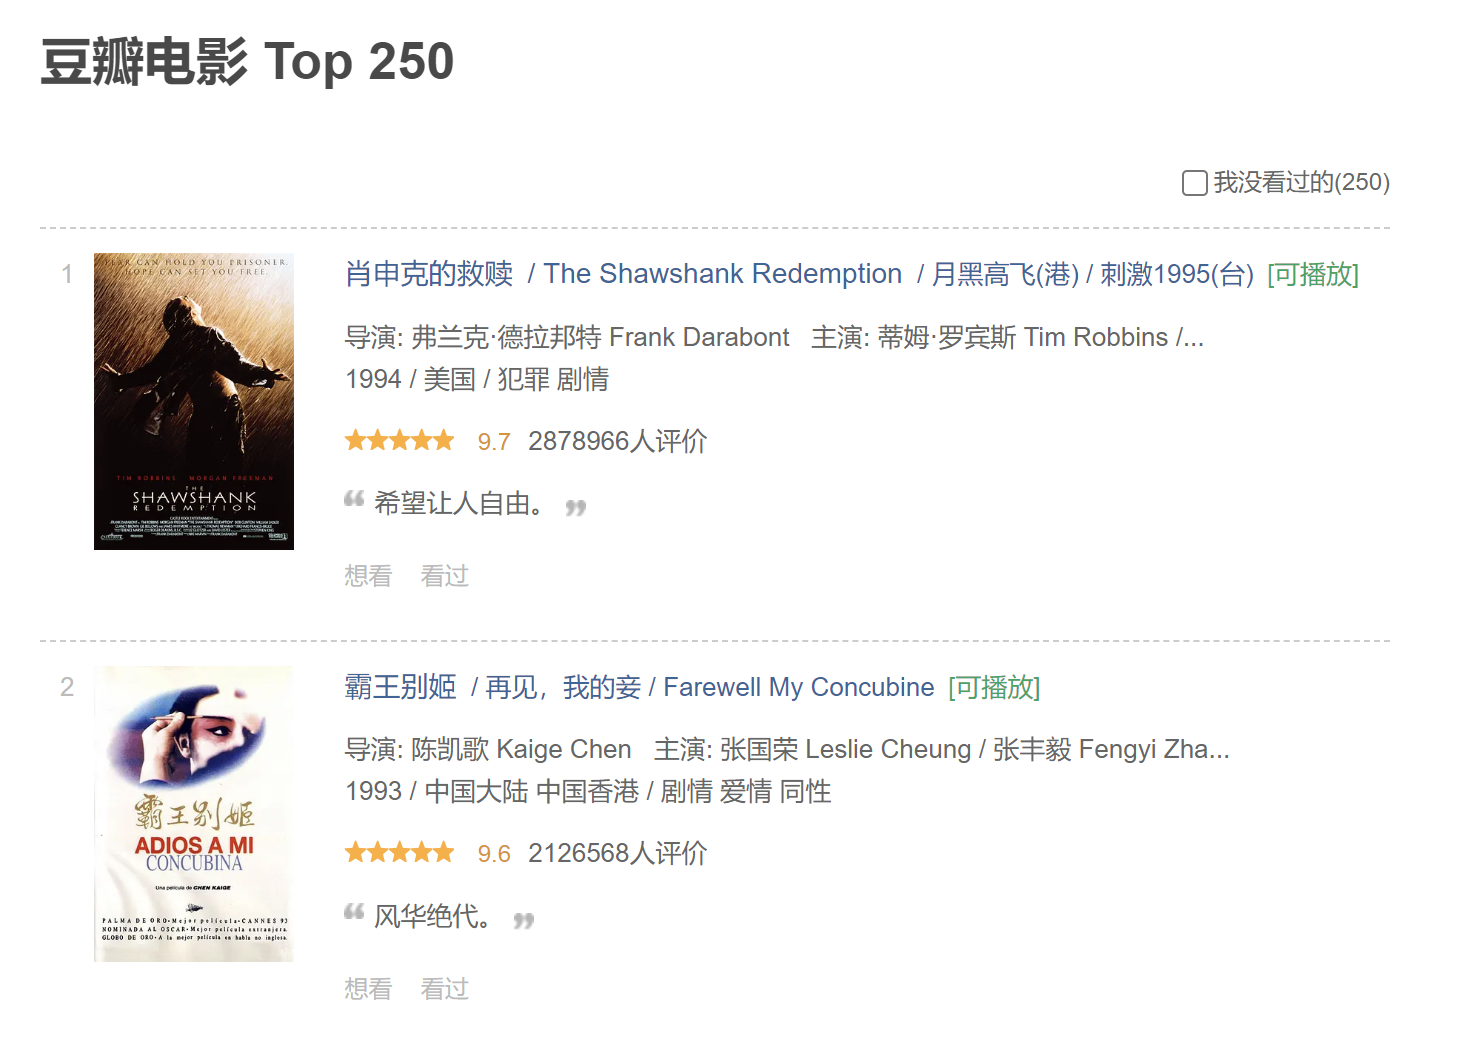 豆瓣电影 Top 250
我没看过的(250)
1
肖申克的救赎 / The Shawshank Redemption / 月黑高飞(港) / 刺激1995(台) [可播放]
FEAR CAN HOLD YOU PRISONER.
HOPE CAN SET YOU FREE.
TIM ROBBINS MORGAN FREEMAN
THE
SHAWSHANK
REDEMPTION
导演: 弗兰克·德拉邦特 Frank Darabont 主演: 蒂姆·罗宾斯 Tim Robbins /...
1994 / 美国 / 犯罪 剧情
9.7 2878966人评价
“ 希望让人自由。 ”
想看 看过
2
霸王别姬 / 再见，我的妾 / Farewell My Concubine [可播放]
霸王别姬
ADIOS A MI
CONCUBINA
Una película de CHEN KAIGE
PALMA DE ORO·Mejor película·CANNES 93
NOMINADA AL OSCAR·Mejor película extranjera.
GLOBO DE ORO·A la mejor película en habla no inglesa.
导演: 陈凯歌 Kaige Chen 主演: 张国荣 Leslie Cheung / 张丰毅 Fengyi Zha...
1993 / 中国大陆 中国香港 / 剧情 爱情 同性
9.6 2126568人评价
“ 风华绝代。 ”
想看 看过